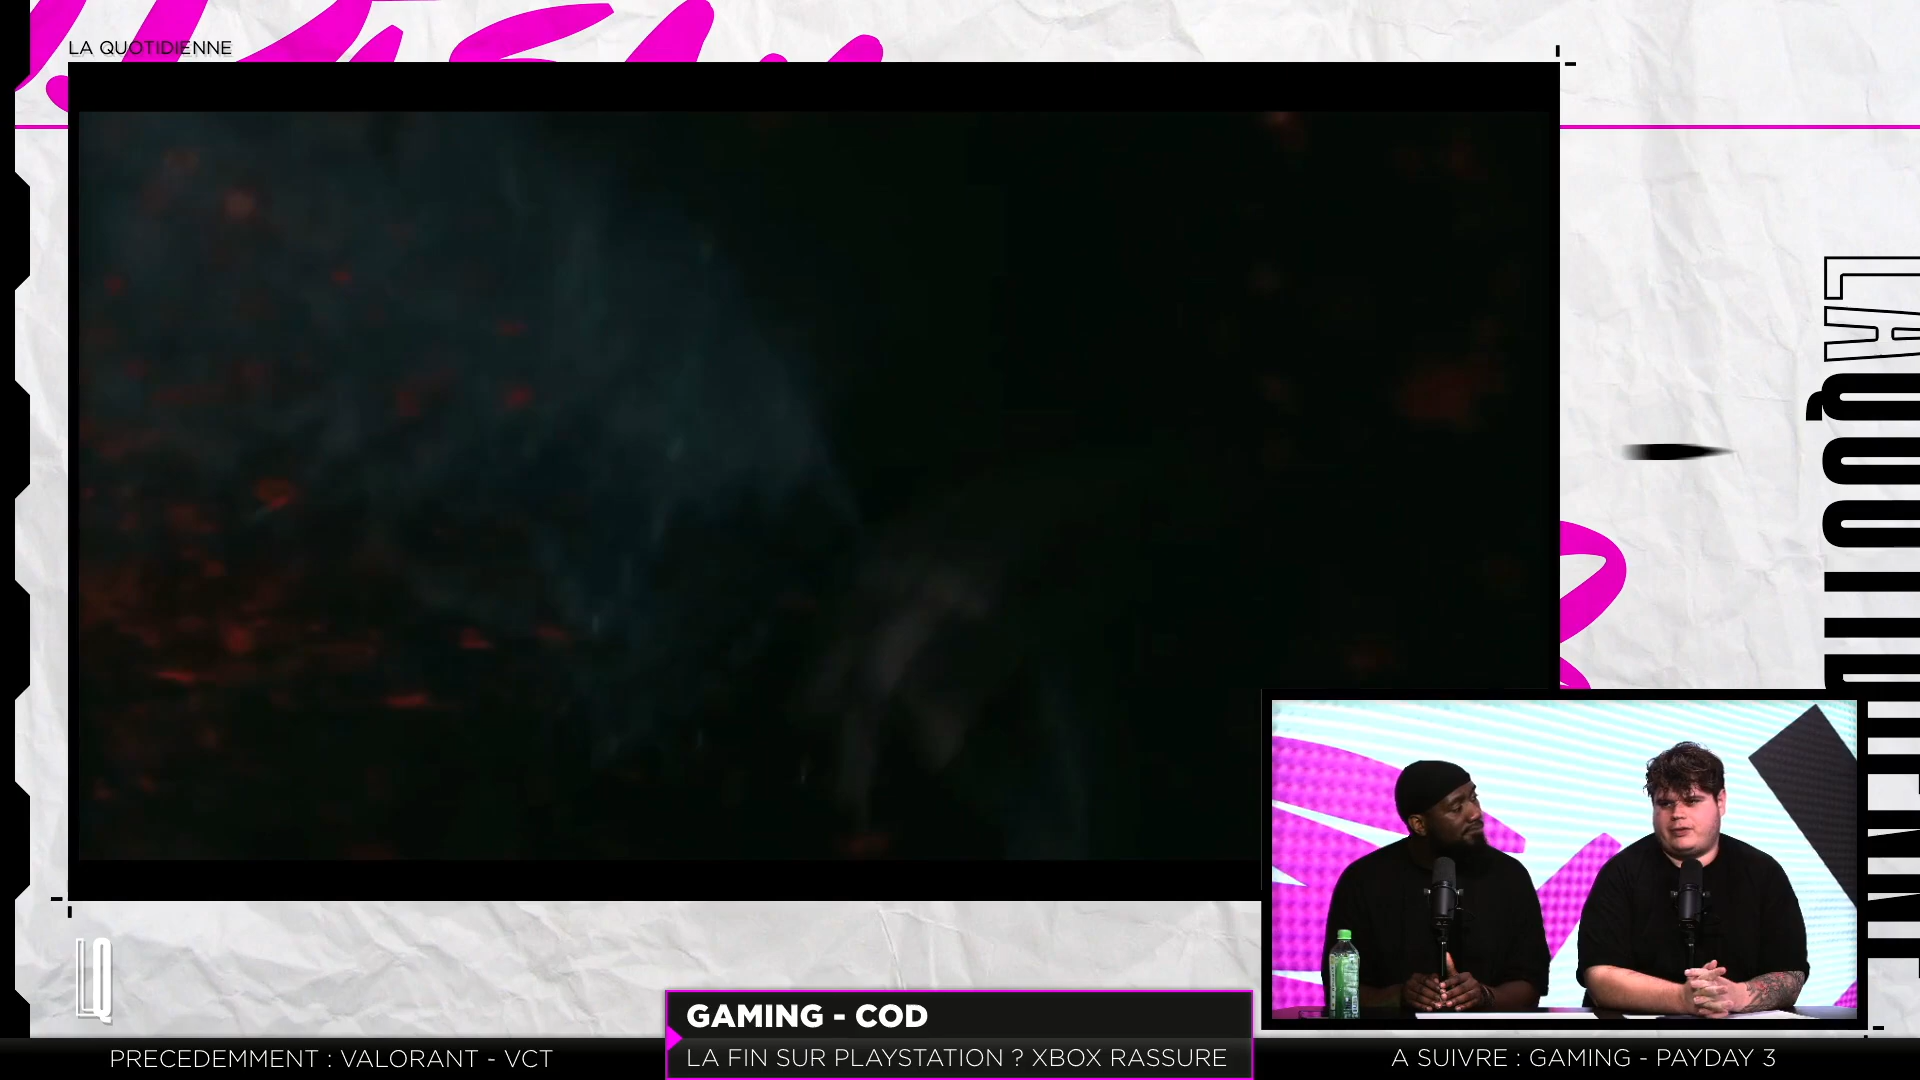 LA QUOTIDIENNE
LA QUOTIDIENNE
LQ
GAMING - COD
LA FIN SUR PLAYSTATION ? XBOX RASSURE
PRECEDEMMENT : VALORANT - VCT
A SUIVRE : GAMING - PAYDAY 3